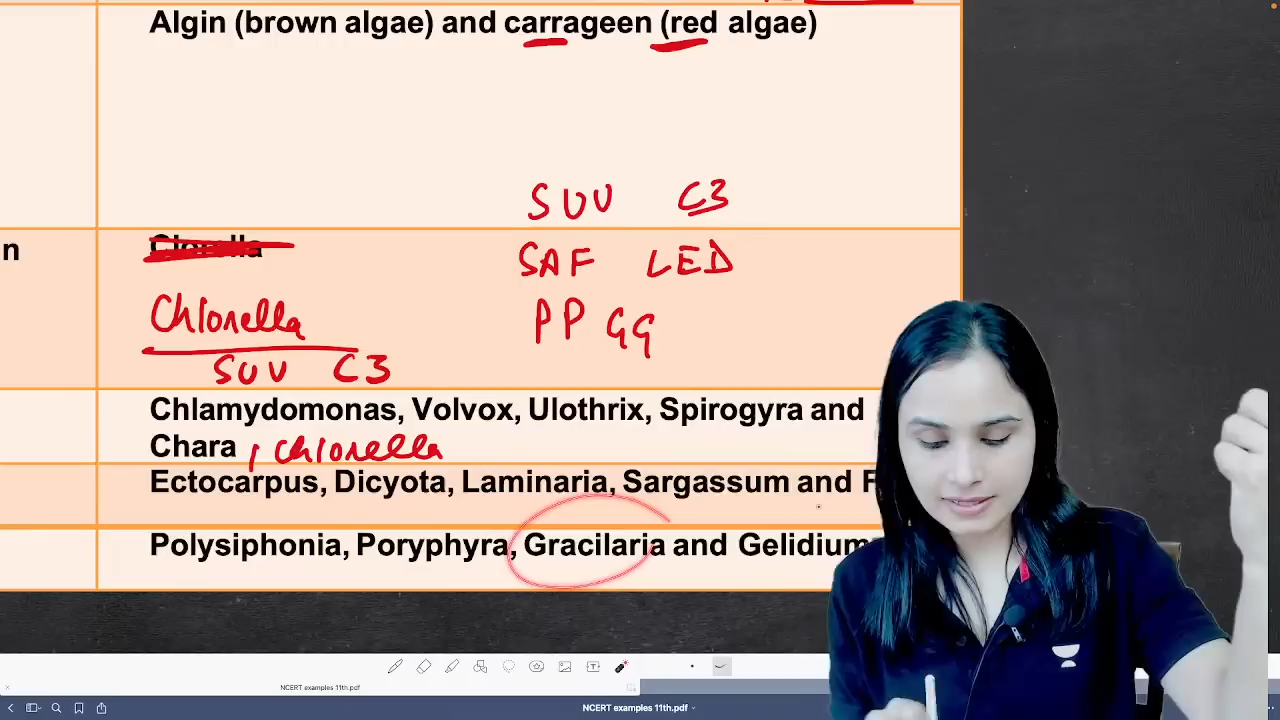 Algin (brown algae) and carrageen (red algae)
SUV C3
n
SAF LED
Chlorella
PP GG
SUV C3
Chlamydomonas, Volvox, Ulothrix, Spirogyra and
Chara , Chlorella
Ectocarpus, Dicyota, Laminaria, Sargassum and F
Polysiphonia, Poryphyra, Gracilaria and Gelidium
NCERT examples 11th.pdf
NCERT examples 11th.pdf